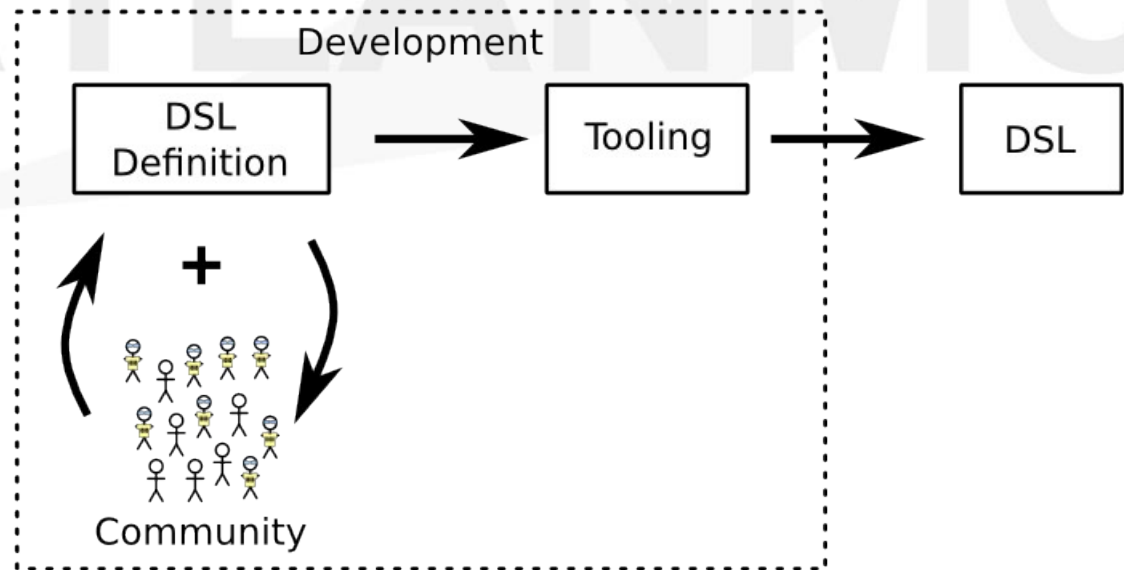 Development
DSL
Definition
Tooling
DSL
+
Community